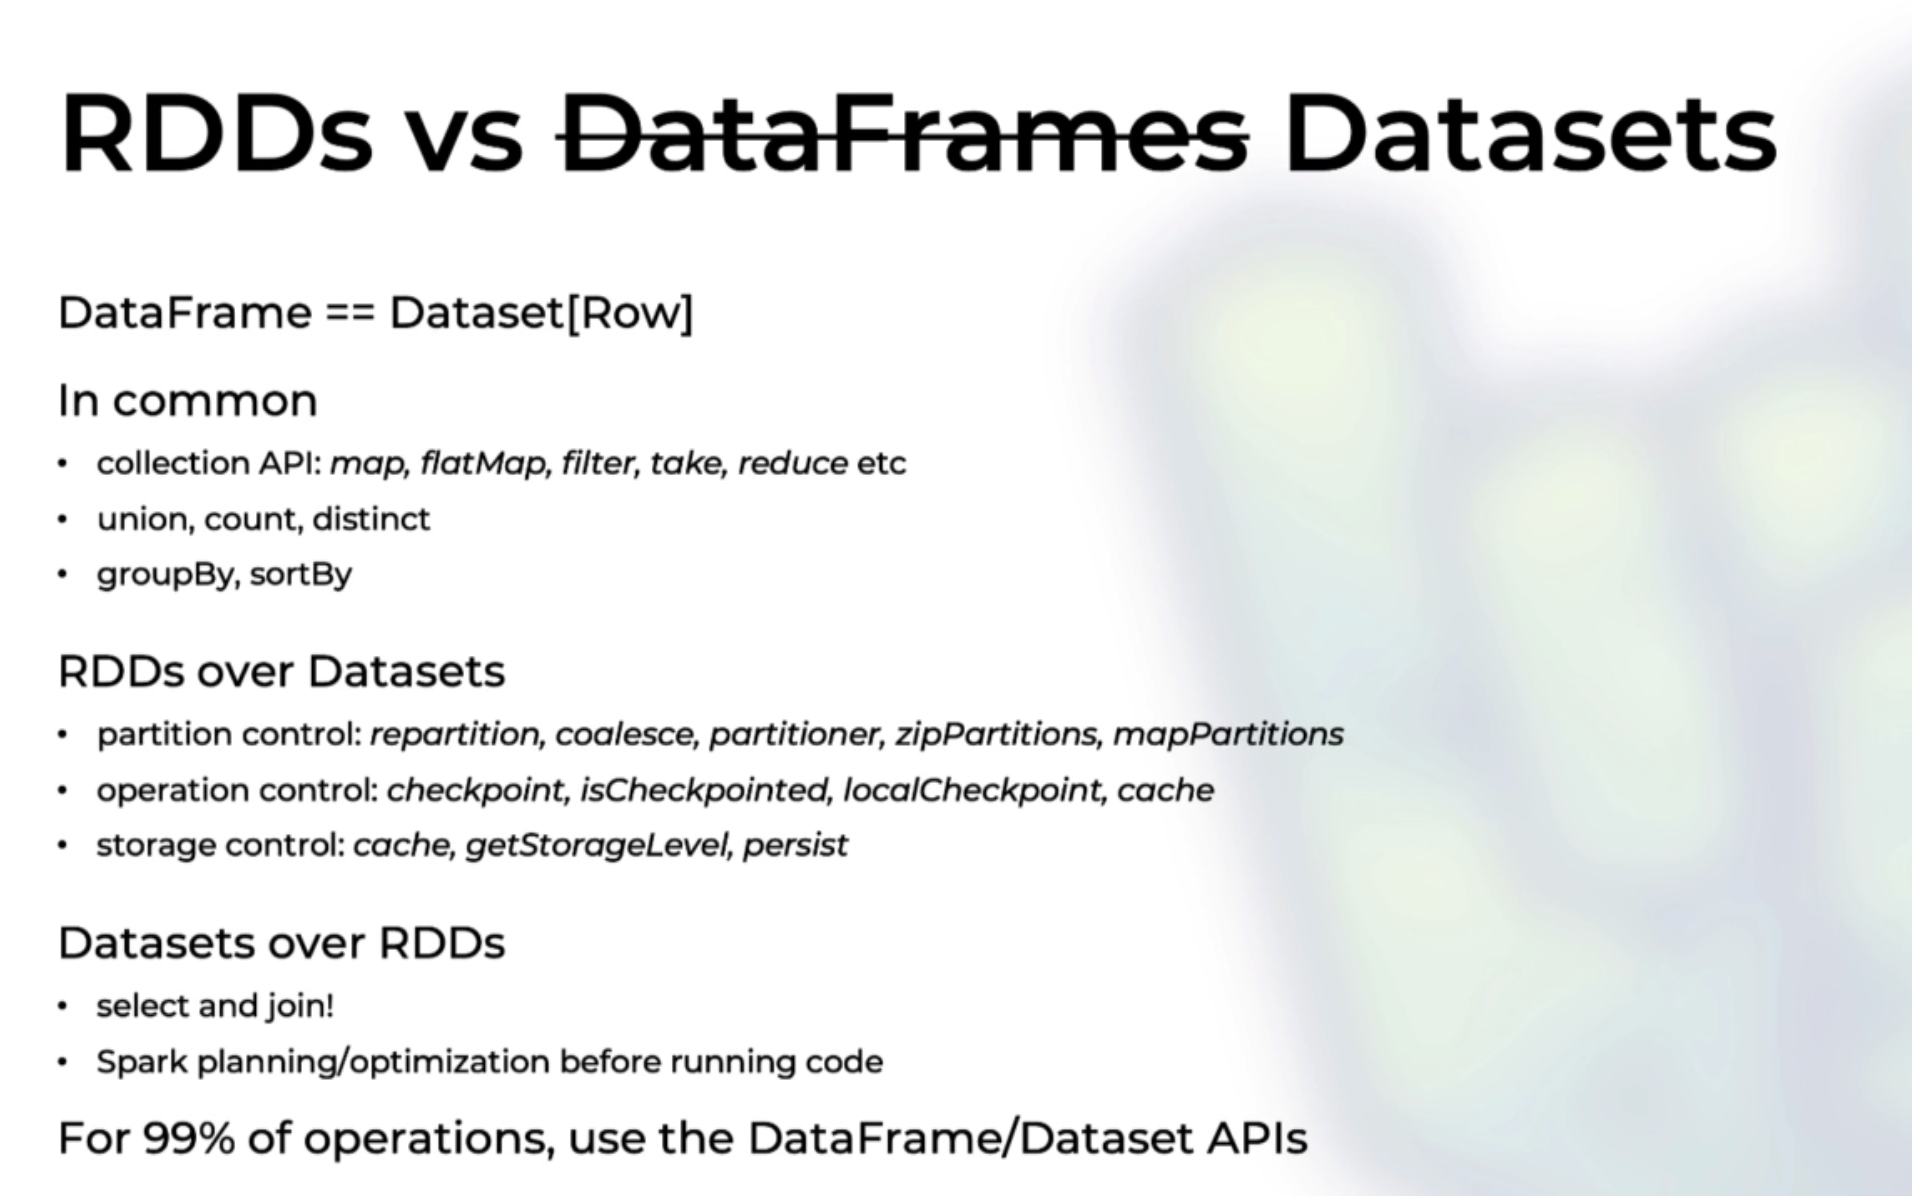 RDDs vs DataFrames Datasets
DataFrame == Dataset[Row]
In common
• collection API: map, flatMap, filter, take, reduce etc
• union, count, distinct
• groupBy, sortBy
RDDs over Datasets
• partition control: repartition, coalesce, partitioner, zipPartitions, mapPartitions
• operation control: checkpoint, isCheckpointed, localCheckpoint, cache
• storage control: cache, getStorageLevel, persist
Datasets over RDDs
• select and join!
• Spark planning/optimization before running code
For 99% of operations, use the DataFrame/Dataset APIs